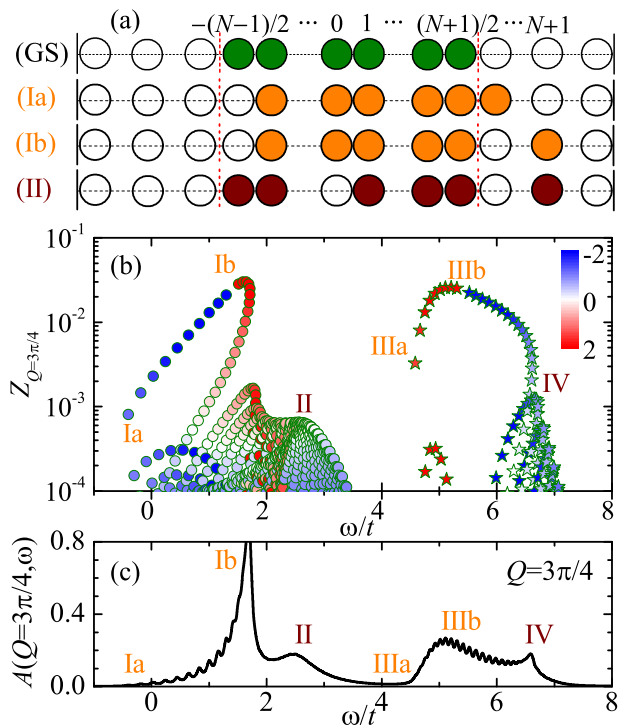 (a) −(N−1)/2 ··· 0 1 ··· (N+1)/2 ··· N+1
(GS)
(Ia)
(Ib)
(II)
(b)
10⁻¹
10⁻²
10⁻³
10⁻⁴
Z_{Q=3π/4}
Ib
IIIb
-2
0
2
IIIa
IV
Ia
II
0 2 4 6 8
ω/t
(c)
0.8
0.4
0.0
A(Q=3π/4,ω)
Ib
Q=3π/4
Ia
II
IIIa
IIIb
IV
0 2 4 6 8
ω/t